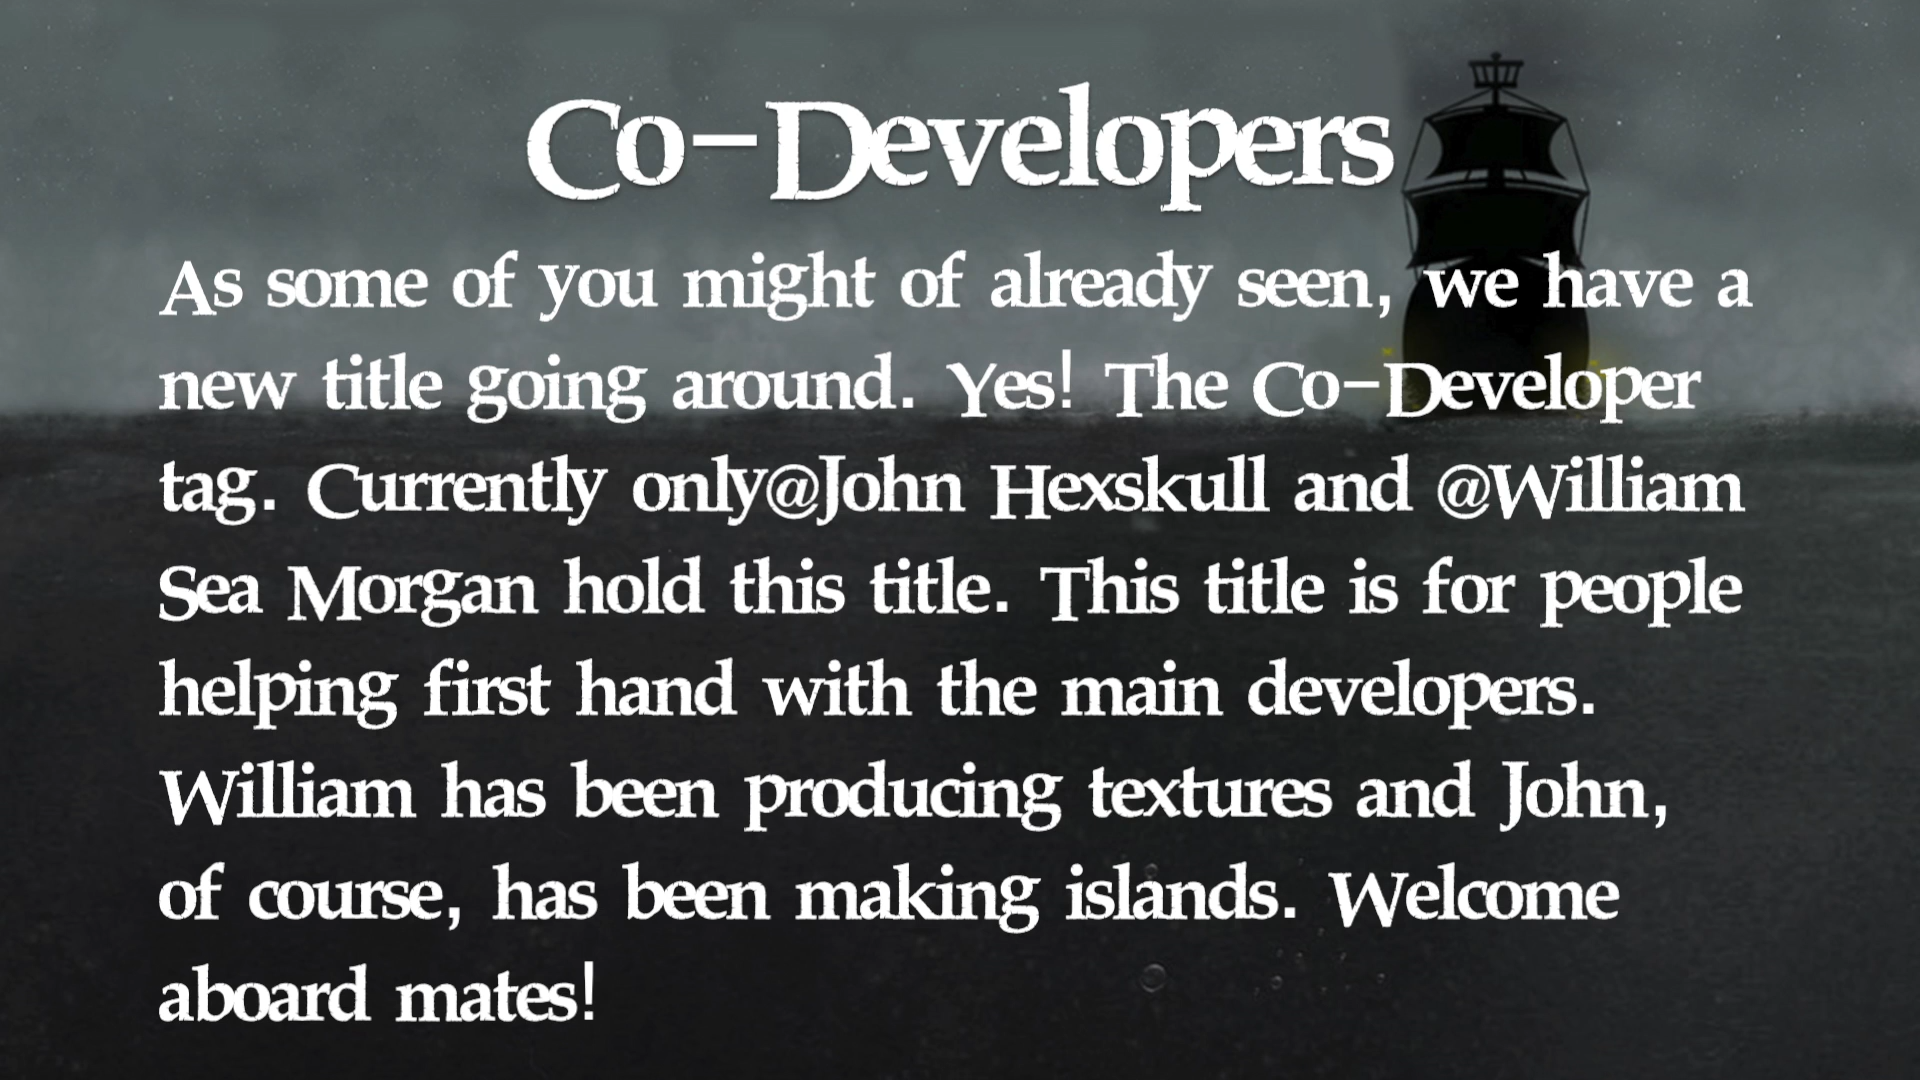 Co-Developers
As some of you might of already seen, we have a
new title going around. Yes! The Co-Developer
tag. Currently only@John Hexskull and @William
Sea Morgan hold this title. This title is for people
helping first hand with the main developers.
William has been producing textures and John,
of course, has been making islands. Welcome
aboard mates!